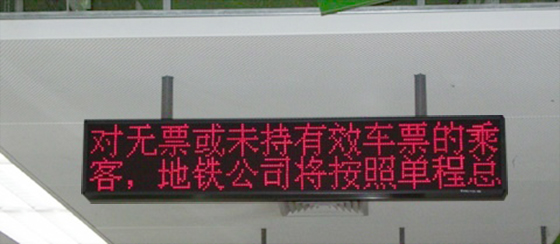 对无票或未持有效车票的乘
客，地铁公司将按照单程总